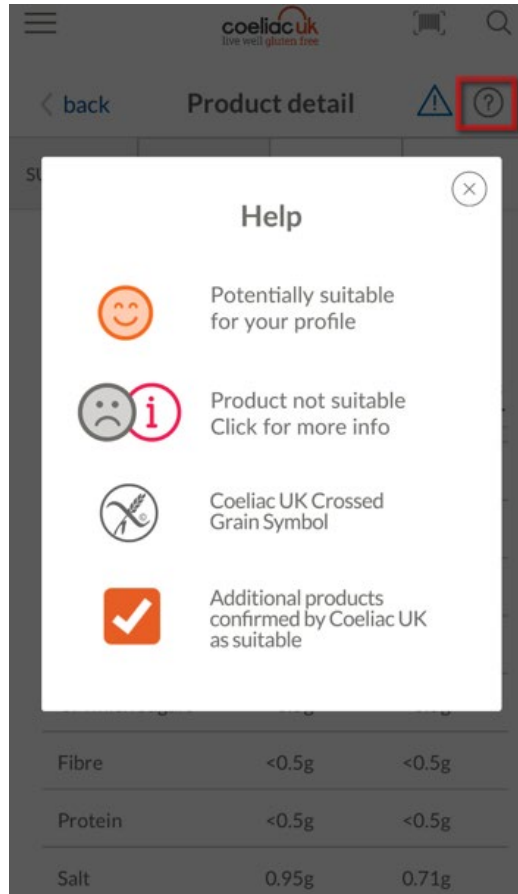 coeliac uk
live well gluten free
back
Product detail
?
Help
Potentially suitable
for your profile
i
Product not suitable
Click for more info
Coeliac UK Crossed
Grain Symbol
Additional products
confirmed by Coeliac UK
as suitable
Fibre <0.5g <0.5g
Protein <0.5g <0.5g
Salt 0.95g 0.71g